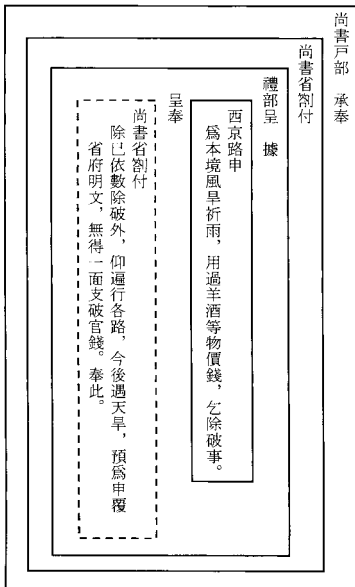 尚書戸部　承奉
尚書省劄付
禮部呈　據
西京路申
爲本境風旱祈雨，用過羊酒等物價錢，乞除破事。
呈奉
尚書省劄付
除已依數除破外，仰遍行各路，今後遇天旱，預爲申覆
省府明文，無得一面支破官錢。奉此。